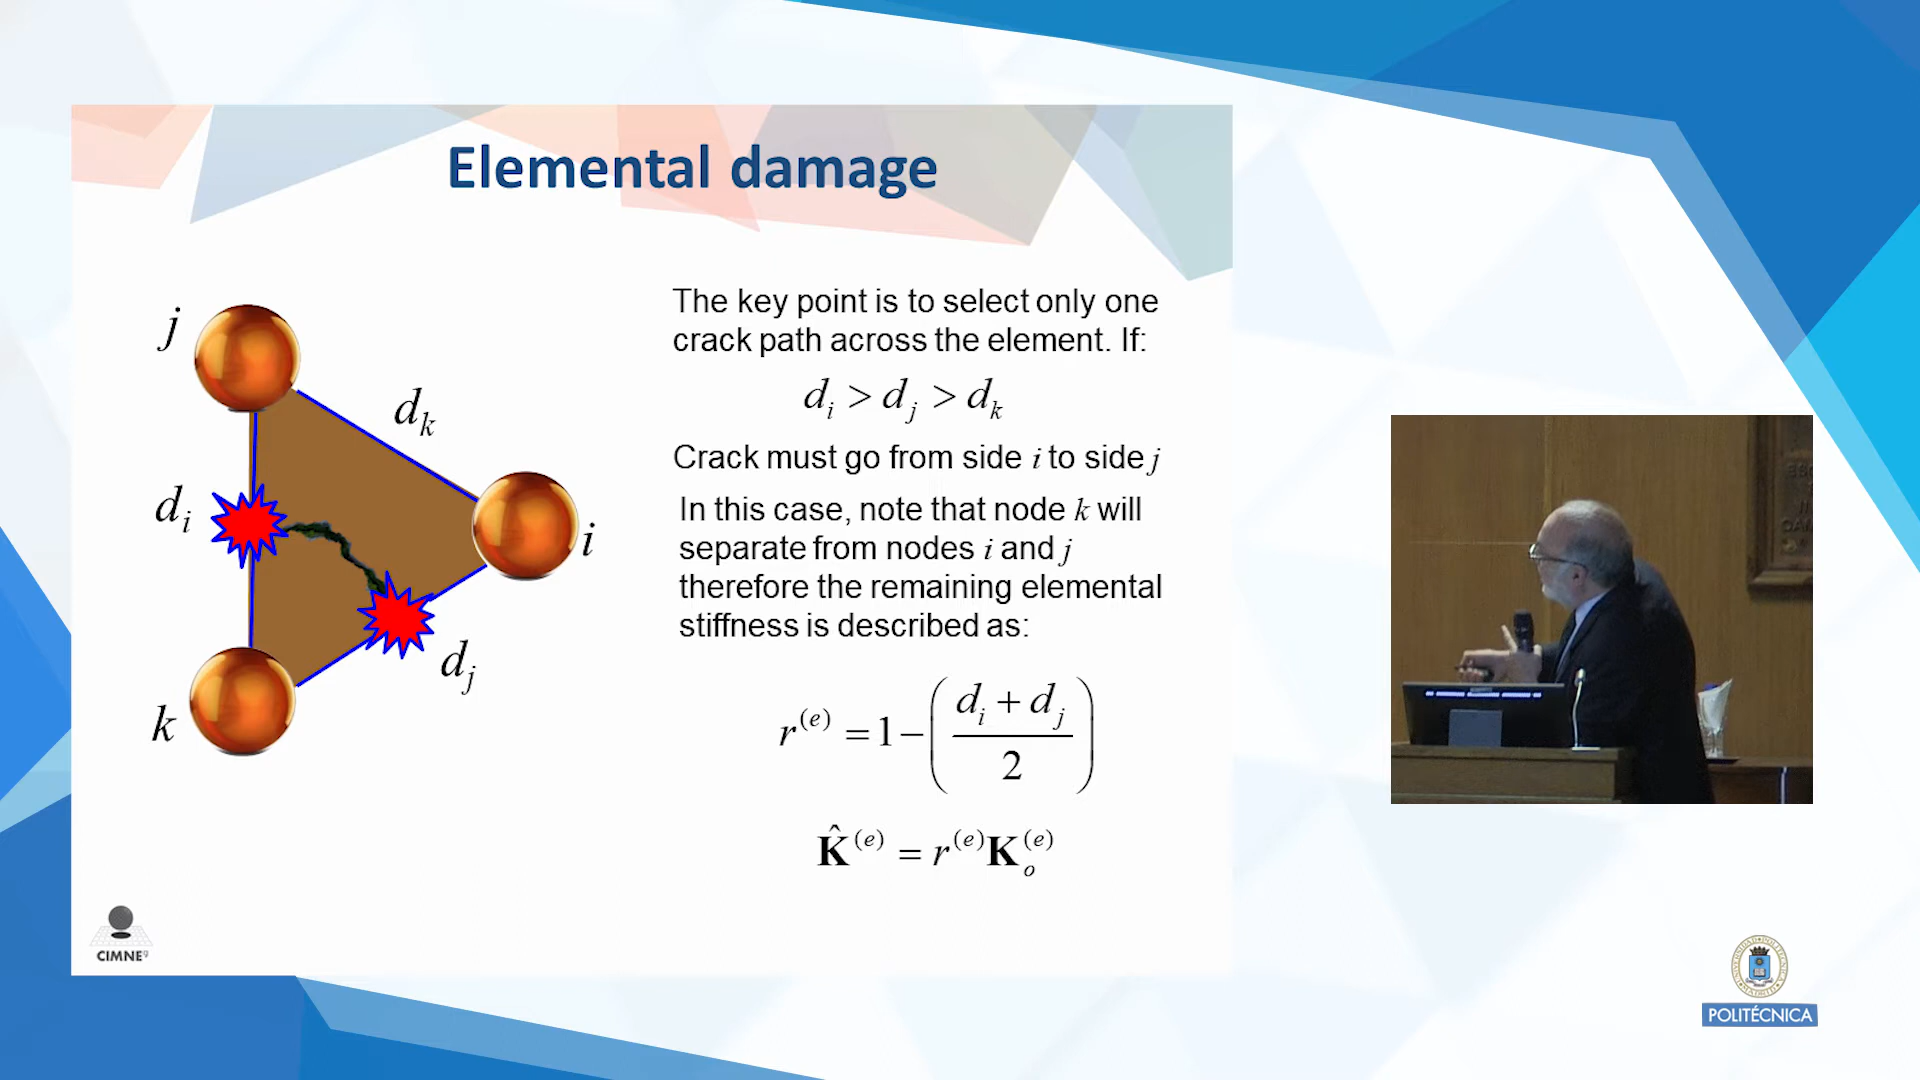 Elemental damage
j
d_k
d_i
i
d_j
k
The key point is to select only one
crack path across the element. If:
d_i > d_j > d_k
Crack must go from side i to side j
In this case, note that node k will
separate from nodes i and j
therefore the remaining elemental
stiffness is described as:
r^(e) = 1 − ( (d_i + d_j) / 2 )
K̂^(e) = r^(e) K_o^(e)
CIMNE
POLITÉCNICA